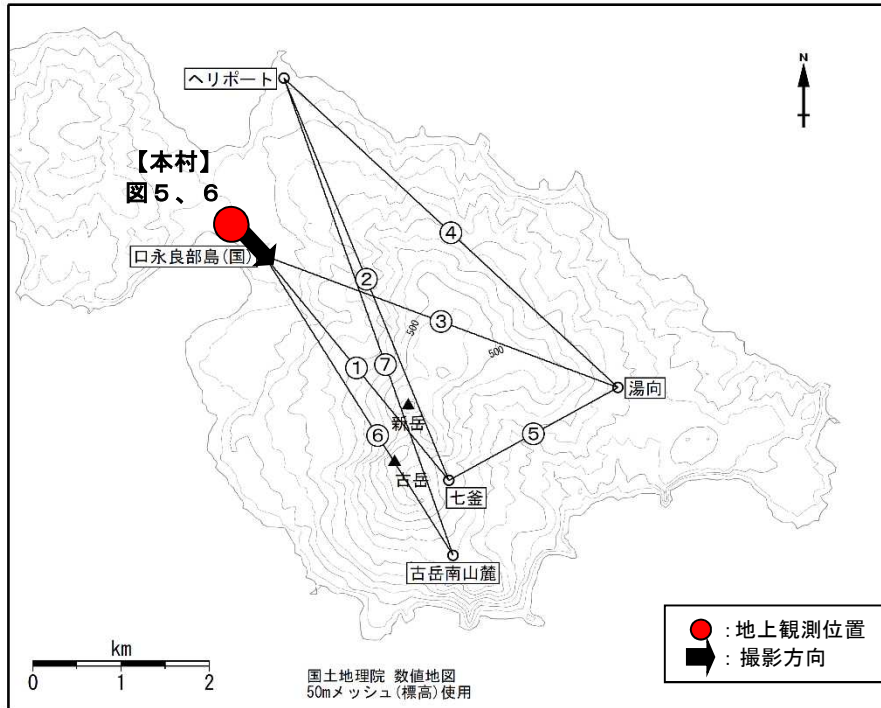 ヘリポート
N
【本村】
図5、6
口永良部島(国)
④
②
③
500
500
①
⑦
湯向
新岳
⑥
⑤
古岳
七釜
古岳南山麓
km
0 1 2
国土地理院 数値地図
50mメッシュ(標高)使用
:地上観測位置
:撮影方向